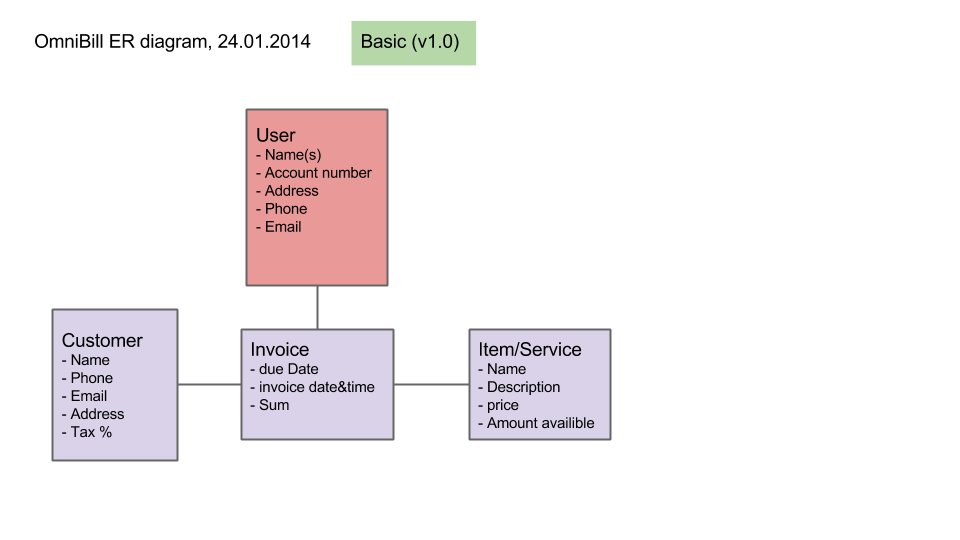 OmniBill ER diagram, 24.01.2014
Basic (v1.0)
User
- Name(s)
- Account number
- Address
- Phone
- Email
Customer
- Name
- Phone
- Email
- Address
- Tax %
Invoice
- due Date
- invoice date&time
- Sum
Item/Service
- Name
- Description
- price
- Amount availible